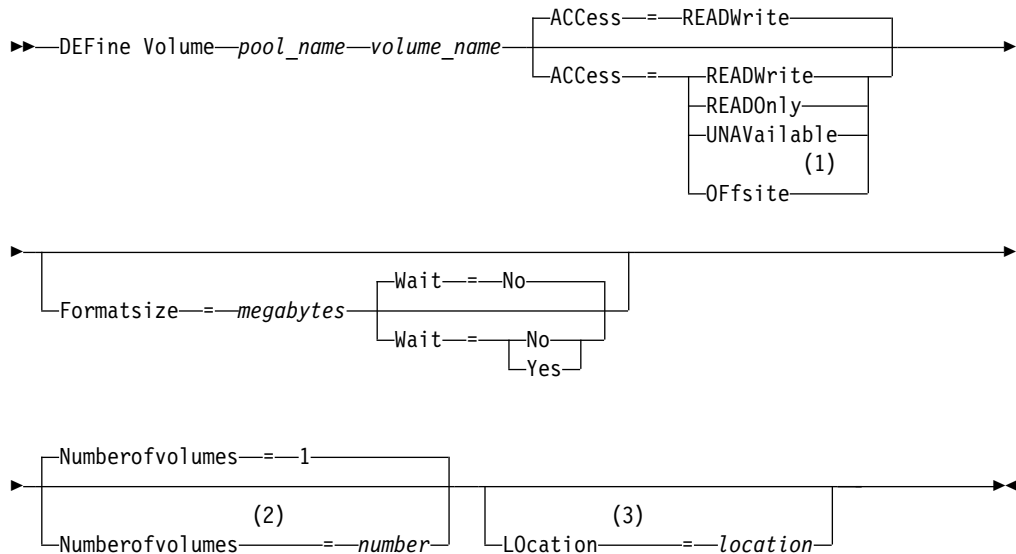 ACCess = READWrite
DEFine Volume pool_name volume_name
ACCess = READWrite
READOnly
UNAVailable
(1)
OFfsite
Wait = No
Formatsize = megabytes
Wait = No
Yes
Numberofvolumes = 1
(2) (3)
Numberofvolumes = number LOcation = location